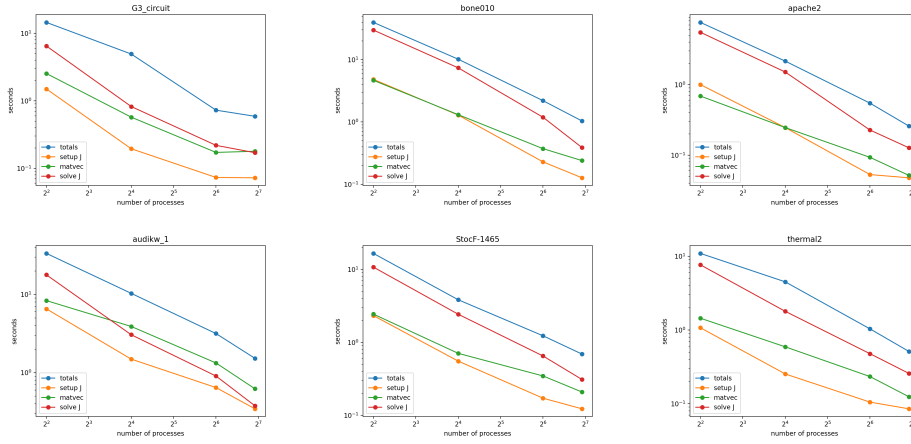 G3_circuit
10¹
10⁰
10⁻¹
seconds
totals
setup J
matvec
solve J
2² 2³ 2⁴ 2⁵ 2⁶ 2⁷
number of processes
bone010
10¹
10⁰
10⁻¹
seconds
totals
setup J
matvec
solve J
2² 2³ 2⁴ 2⁵ 2⁶ 2⁷
number of processes
apache2
10⁰
10⁻¹
seconds
totals
setup J
matvec
solve J
2² 2³ 2⁴ 2⁵ 2⁶
number of processes
audikw_1
10¹
10⁰
seconds
totals
setup J
matvec
solve J
2² 2³ 2⁴ 2⁵ 2⁶ 2⁷
number of processes
StocF-1465
10¹
10⁰
10⁻¹
seconds
totals
setup J
matvec
solve J
2² 2³ 2⁴ 2⁵ 2⁶ 2⁷
number of processes
thermal2
10¹
10⁰
10⁻¹
seconds
totals
setup J
matvec
solve J
2² 2³ 2⁴ 2⁵ 2⁶
number of processes